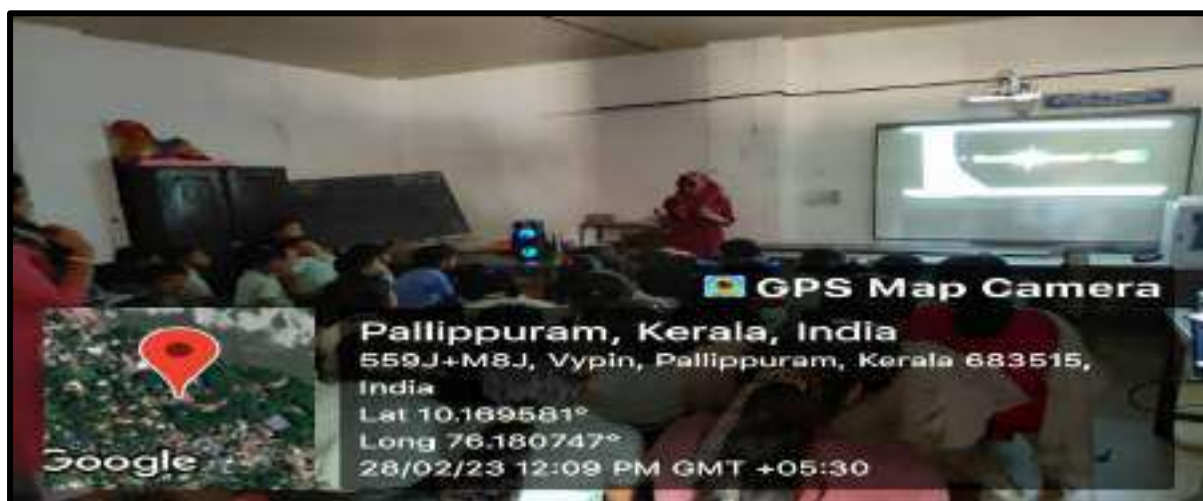 GPS Map Camera
Pallippuram, Kerala, India
559J+M8J, Vypin, Pallippuram, Kerala 683515,
India
Lat 10.169581°
Long 76.180747°
28/02/23 12:09 PM GMT +05:30
Google